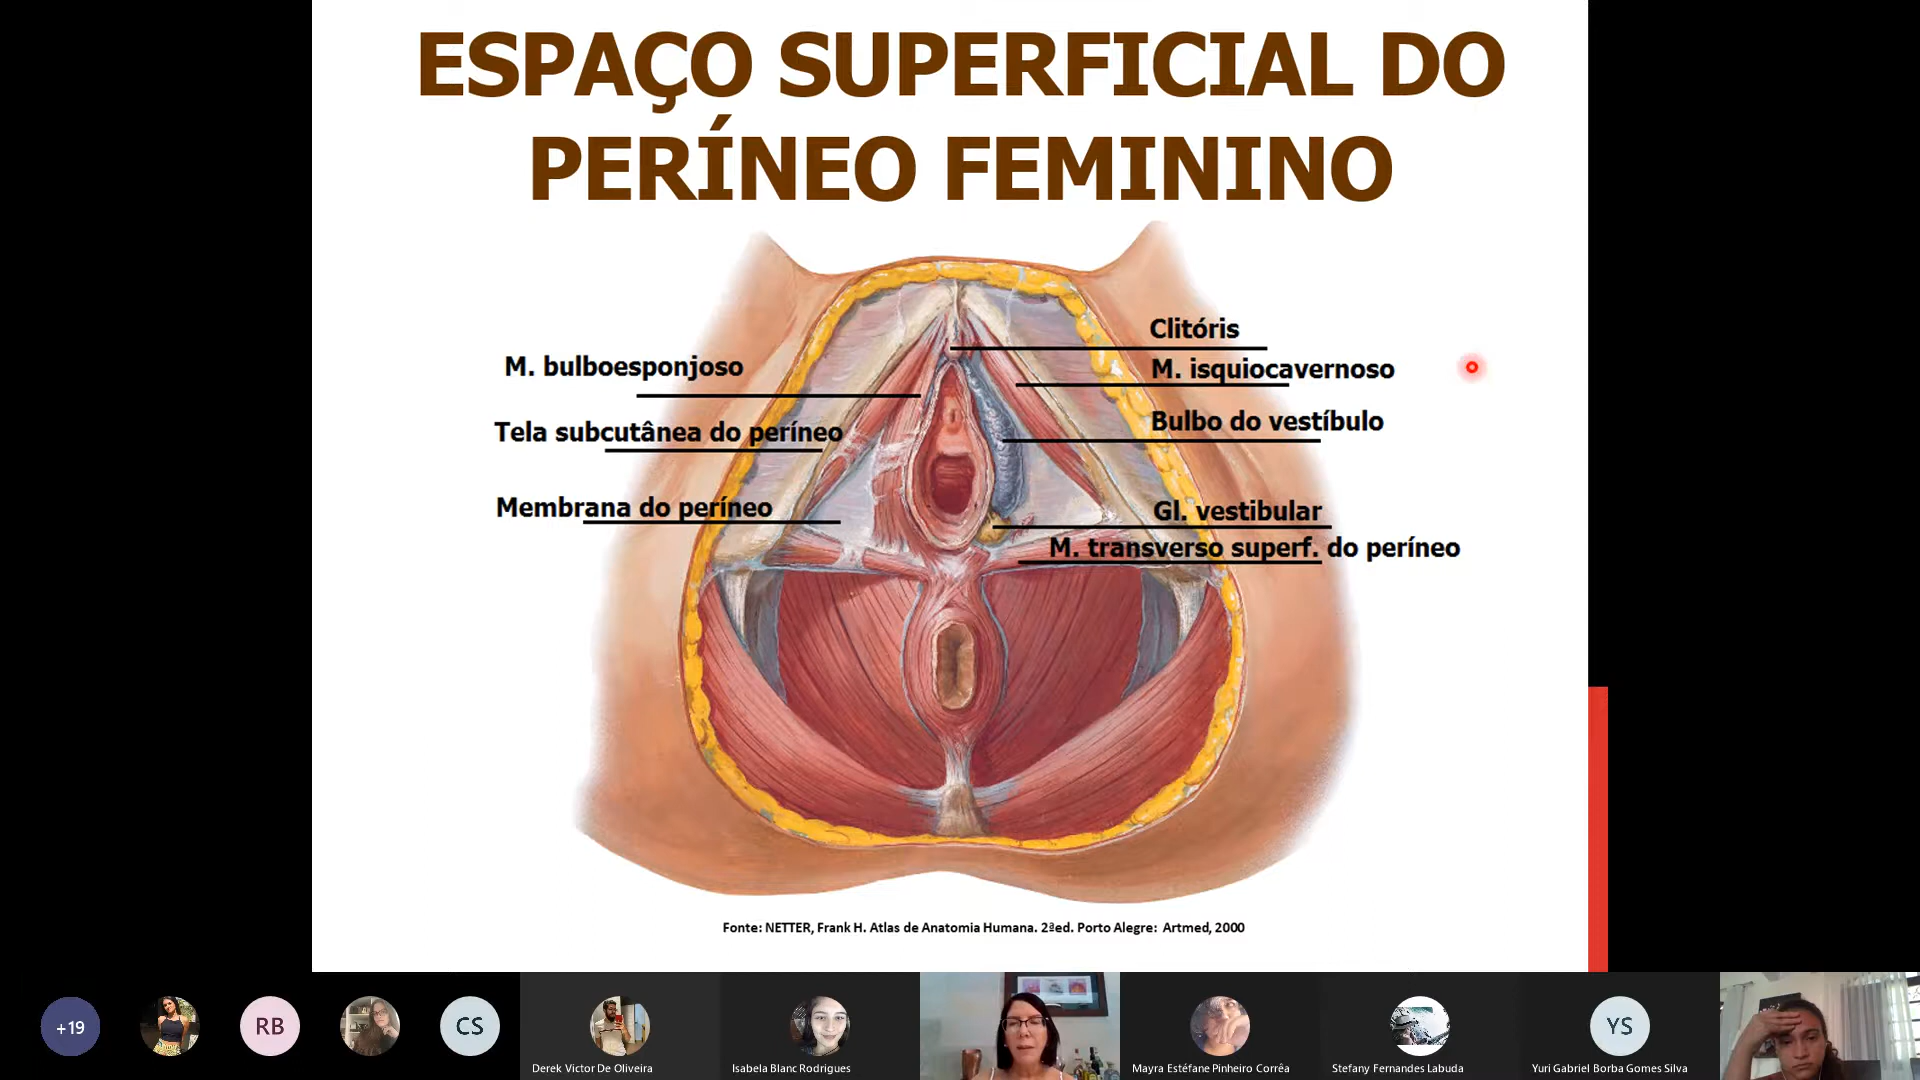 ESPAÇO SUPERFICIAL DO
PERÍNEO FEMININO
Clitóris
M. bulboesponjoso
M. isquiocavernoso
Tela subcutânea do períneo
Bulbo do vestíbulo
Membrana do períneo
Gl. vestibular
M. transverso superf. do períneo
Fonte: NETTER, Frank H. Atlas de Anatomia Humana. 2ªed. Porto Alegre: Artmed, 2000
+19
RB
CS
YS
Derek Victor De Oliveira
Isabela Blanc Rodrigues
Mayra Estéfane Pinheiro Corrêa
Stefany Fernandes Labuda
Yuri Gabriel Borba Gomes Silva